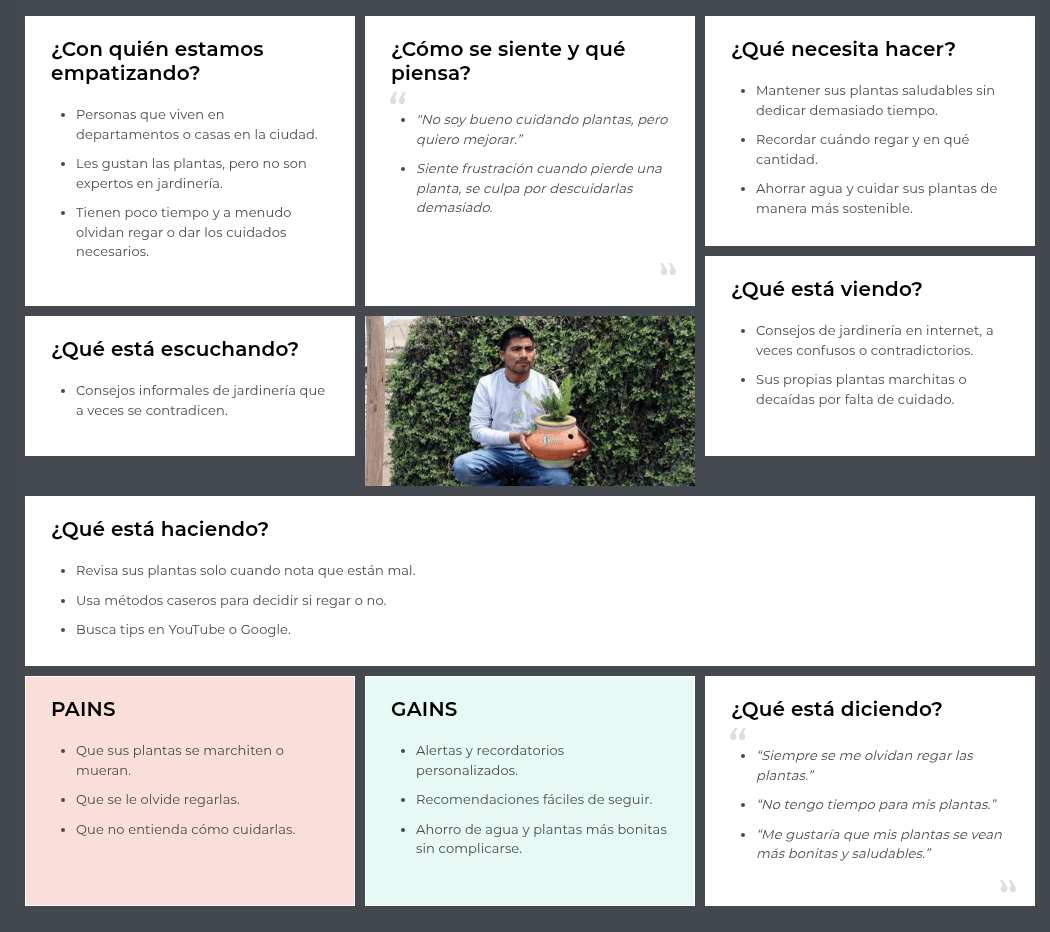 ¿Con quién estamos
empatizando?
• Personas que viven en
departamentos o casas en la ciudad.
• Les gustan las plantas, pero no son
expertos en jardinería.
• Tienen poco tiempo y a menudo
olvidan regar o dar los cuidados
necesarios.
¿Cómo se siente y qué
piensa?
“
• "No soy bueno cuidando plantas, pero
quiero mejorar.”
• Siente frustración cuando pierde una
planta, se culpa por descuidarlas
demasiado.
”
¿Qué necesita hacer?
• Mantener sus plantas saludables sin
dedicar demasiado tiempo.
• Recordar cuándo regar y en qué
cantidad.
• Ahorrar agua y cuidar sus plantas de
manera más sostenible.
¿Qué está escuchando?
• Consejos informales de jardinería que
a veces se contradicen.
¿Qué está viendo?
• Consejos de jardinería en internet, a
veces confusos o contradictorios.
• Sus propias plantas marchitas o
decaídas por falta de cuidado.
¿Qué está haciendo?
• Revisa sus plantas solo cuando nota que están mal.
• Usa métodos caseros para decidir si regar o no.
• Busca tips en YouTube o Google.
PAINS
• Que sus plantas se marchiten o
mueran.
• Que se le olvide regarlas.
• Que no entienda cómo cuidarlas.
GAINS
• Alertas y recordatorios
personalizados.
• Recomendaciones fáciles de seguir.
• Ahorro de agua y plantas más bonitas
sin complicarse.
¿Qué está diciendo?
“
• “Siempre se me olvidan regar las
plantas.”
• “No tengo tiempo para mis plantas.”
• “Me gustaría que mis plantas se vean
más bonitas y saludables.”
”